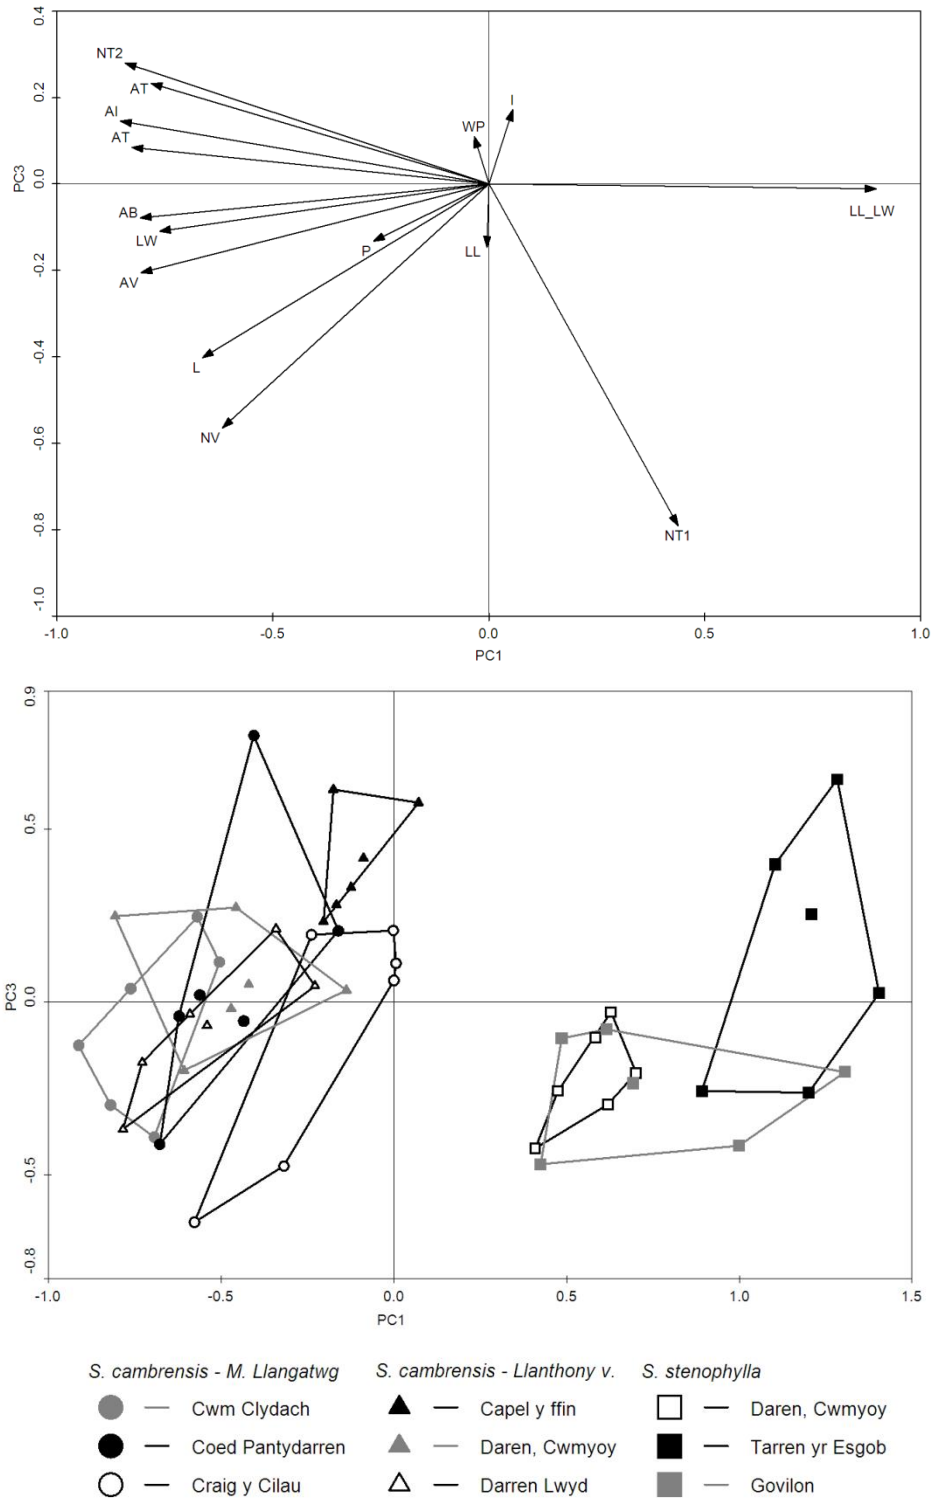 0.4
NT2
AT
0.2
AI
I
WP
AT
PC3
0.0
AB
LL_LW
LW
P
LL
AV
-0.2
L
-0.4
NV
-0.6
NT1
-0.8
-1.0
-1.0 -0.5 0.0 0.5 1.0
PC1
0.9
0.5
PC3
0.0
-0.5
-0.8
-1.0 -0.5 0.0 0.5 1.0 1.5
PC1
S. cambrensis - M. Llangatwg S. cambrensis - Llanthony v. S. stenophylla
Cwm Clydach Capel y ffin Daren, Cwmyoy
Coed Pantydarren Daren, Cwmyoy Tarren yr Esgob
Craig y Cilau Darren Lwyd Govilon